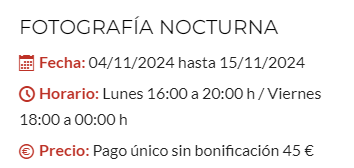 FOTOGRAFÍA NOCTURNA
Fecha: 04/11/2024 hasta 15/11/2024
Horario: Lunes 16:00 a 20:00 h / Viernes
18:00 a 00:00 h
Precio: Pago único sin bonificación 45 €